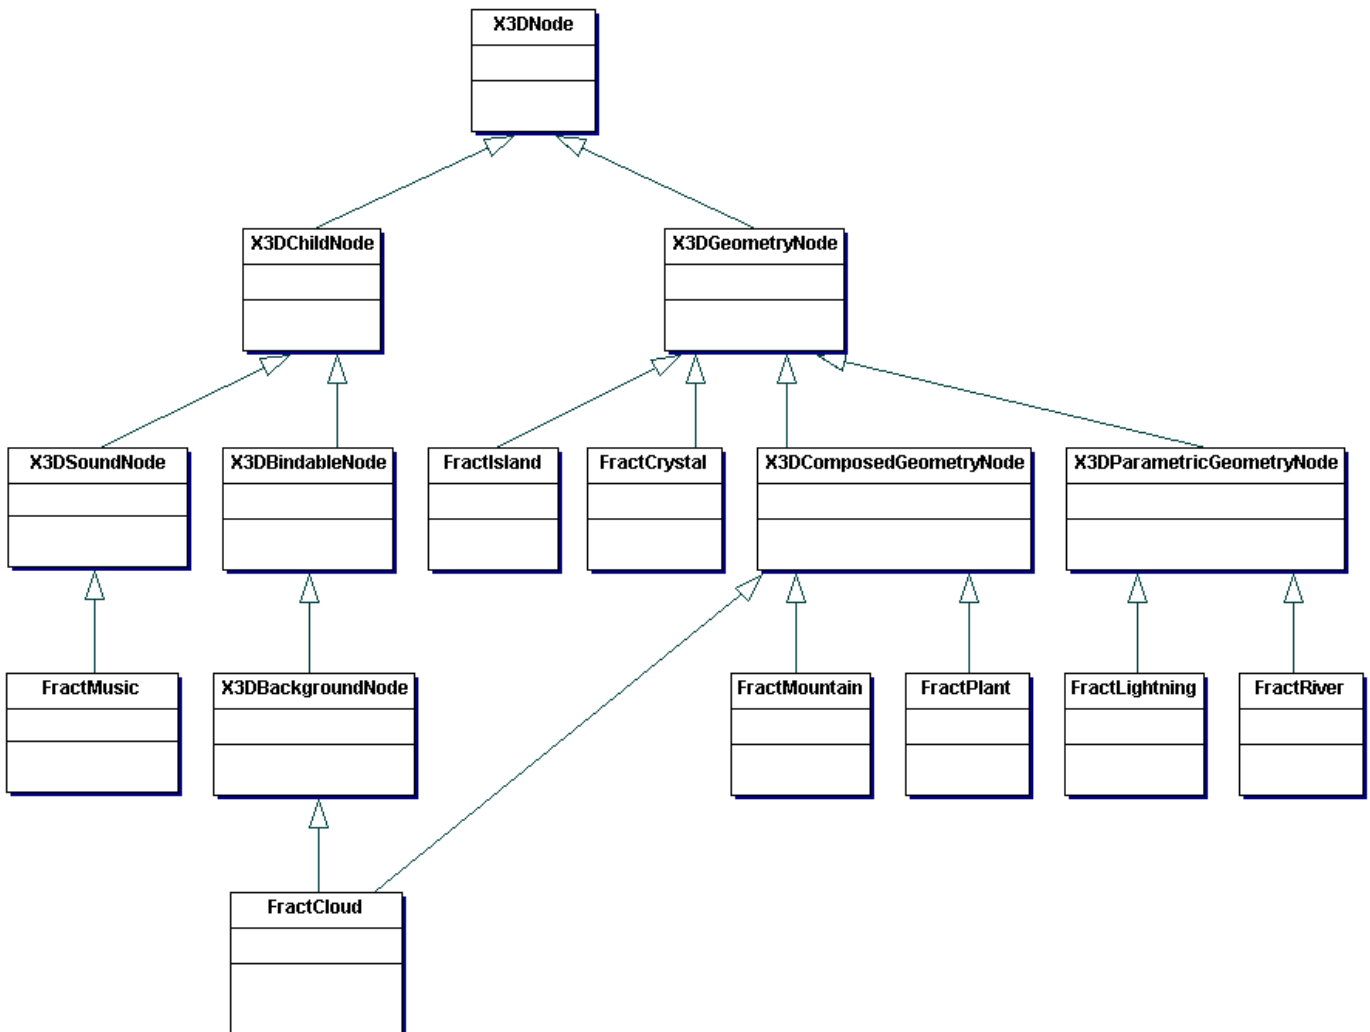 X3DNode
X3DChildNode
X3DGeometryNode
X3DSoundNode
X3DBindableNode
FractIsland
FractCrystal
X3DComposedGeometryNode
X3DParametricGeometryNode
FractMusic
X3DBackgroundNode
FractMountain
FractPlant
FractLightning
FractRiver
FractCloud